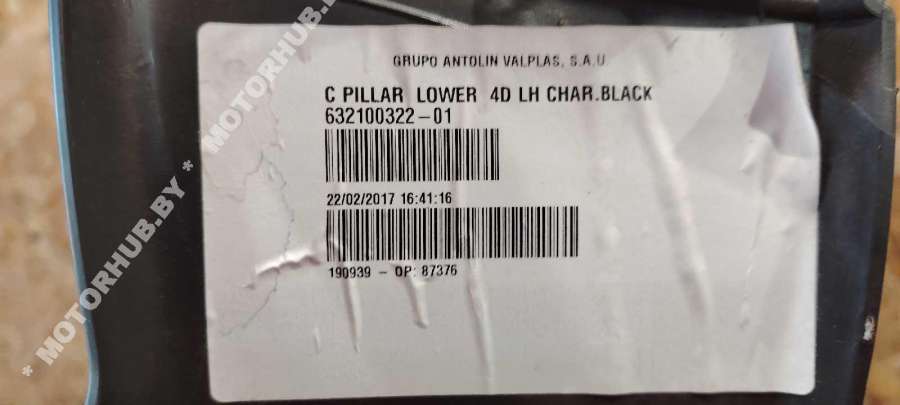 GRUPO ANTOLIN VALPLAS, S.A.U
C PILLAR LOWER 4D LH CHAR.BLACK
632100322-01
22/02/2017 16:41:16
190939 - OP: 87376
* MOTORHUB.BY * MOTORHUB.BY